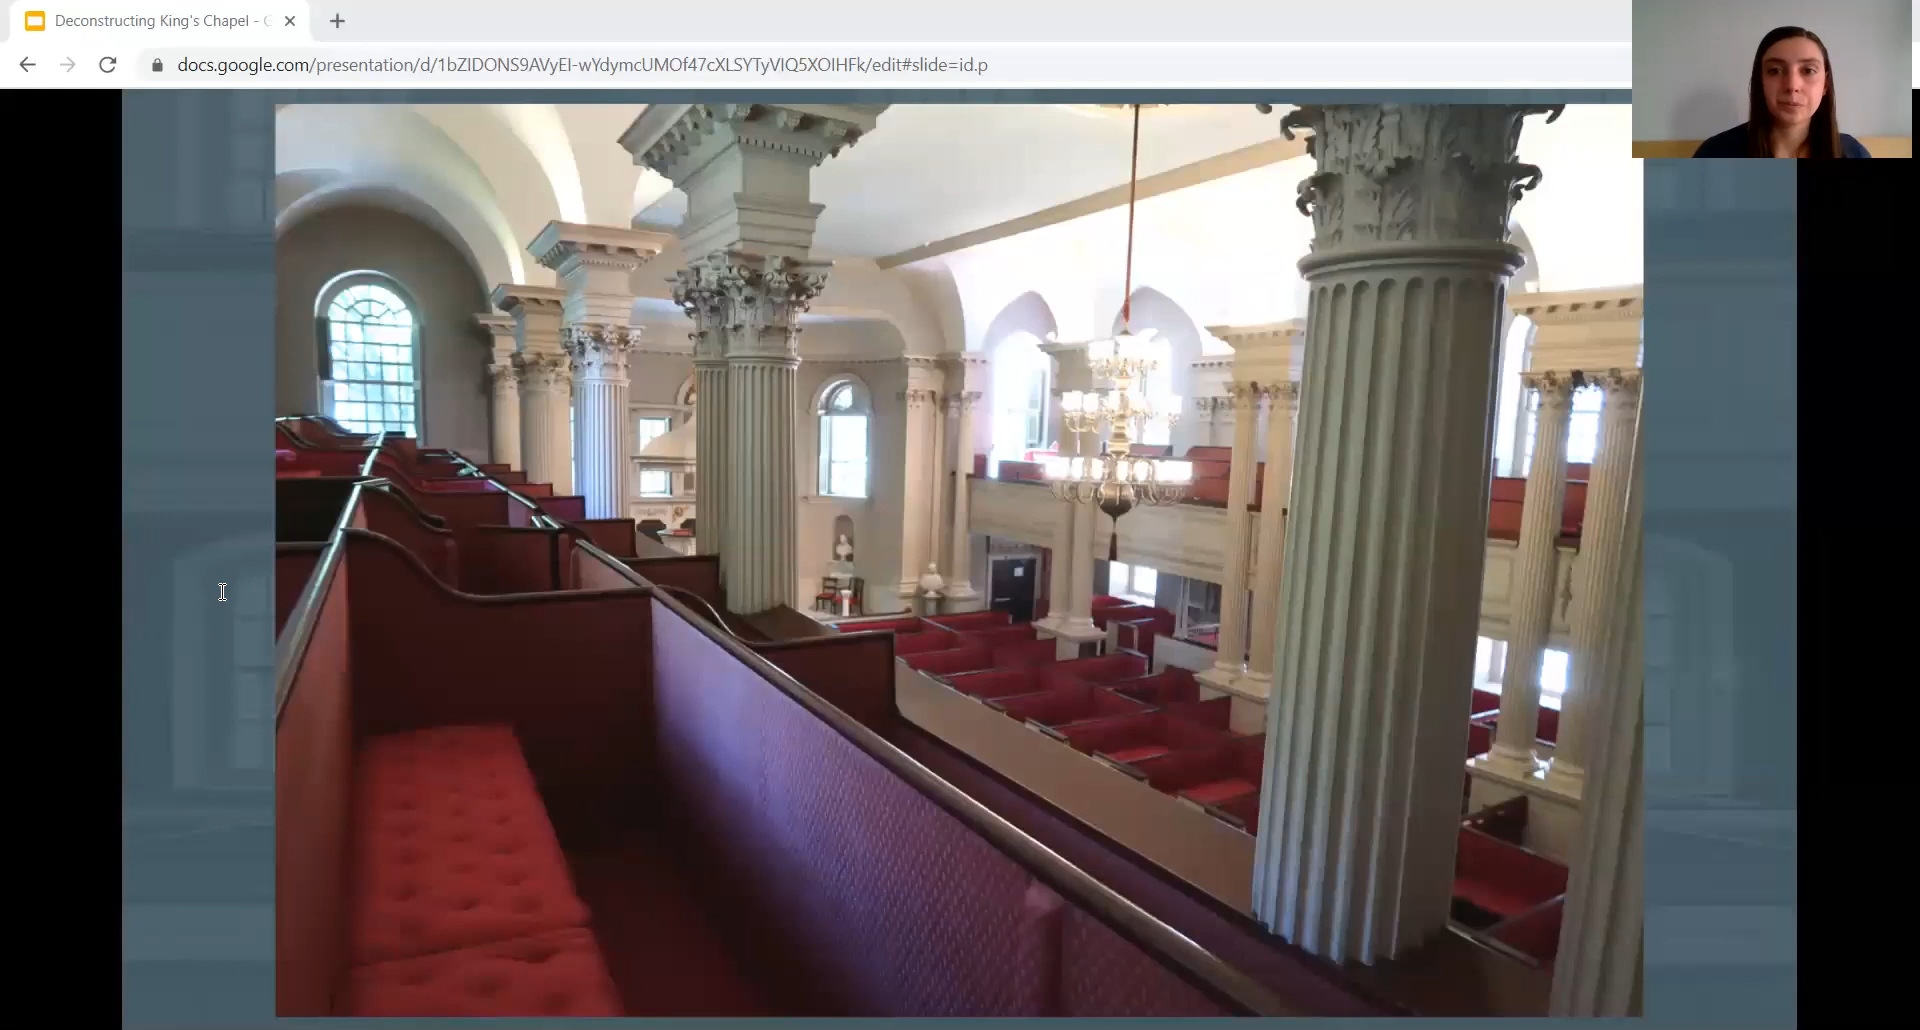 Deconstructing King's Chapel -
docs.google.com/presentation/d/1bZIDONS9AVyEI-wYdymcUMOf47cXLSYTyVIQ5XOIHFk/edit#slide=id.p